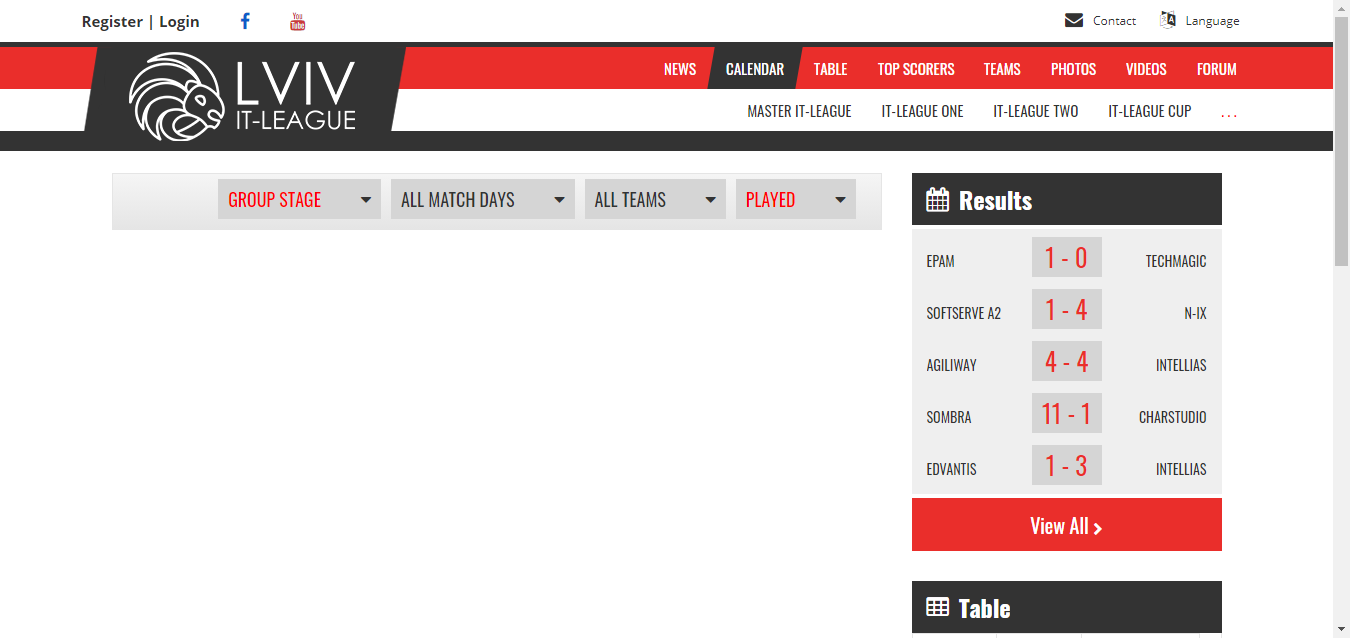 Register | Login
You Tube
Contact
Language
LVIV
IT-LEAGUE
NEWS CALENDAR TABLE TOP SCORERS TEAMS PHOTOS VIDEOS FORUM
MASTER IT-LEAGUE IT-LEAGUE ONE IT-LEAGUE TWO IT-LEAGUE CUP ...
GROUP STAGE ALL MATCH DAYS ALL TEAMS PLAYED
Results
EPAM 1 - 0 TECHMAGIC
SOFTSERVE A2 1 - 4 N-IX
AGILIWAY 4 - 4 INTELLIAS
SOMBRA 11 - 1 CHARSTUDIO
EDVANTIS 1 - 3 INTELLIAS
View All
Table